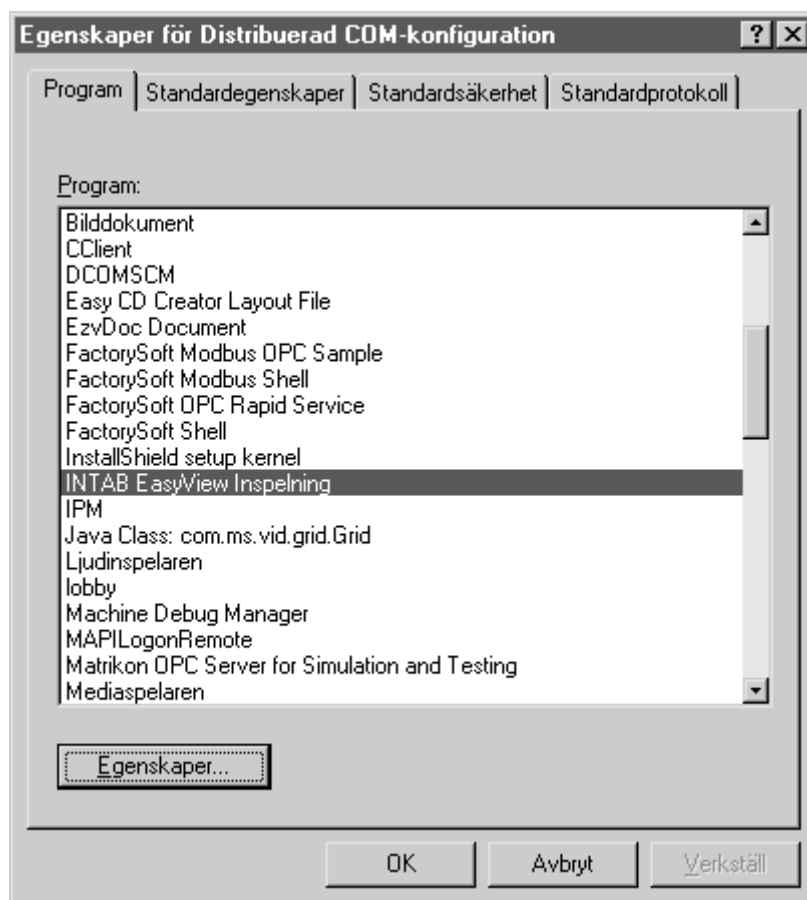 Egenskaper för Distribuerad COM-konfiguration
Program Standardegenskaper Standardsäkerhet Standardprotokoll
Program:
Bilddokument
CClient
DCOMSCM
Easy CD Creator Layout File
EzvDoc Document
FactorySoft Modbus OPC Sample
FactorySoft Modbus Shell
FactorySoft OPC Rapid Service
FactorySoft Shell
InstallShield setup kernel
INTAB EasyView Inspelning
IPM
Java Class: com.ms.vid.grid.Grid
Ljudinspelaren
lobby
Machine Debug Manager
MAPILogonRemote
Matrikon OPC Server for Simulation and Testing
Mediaspelaren
Egenskaper...
OK Avbryt Verkställ